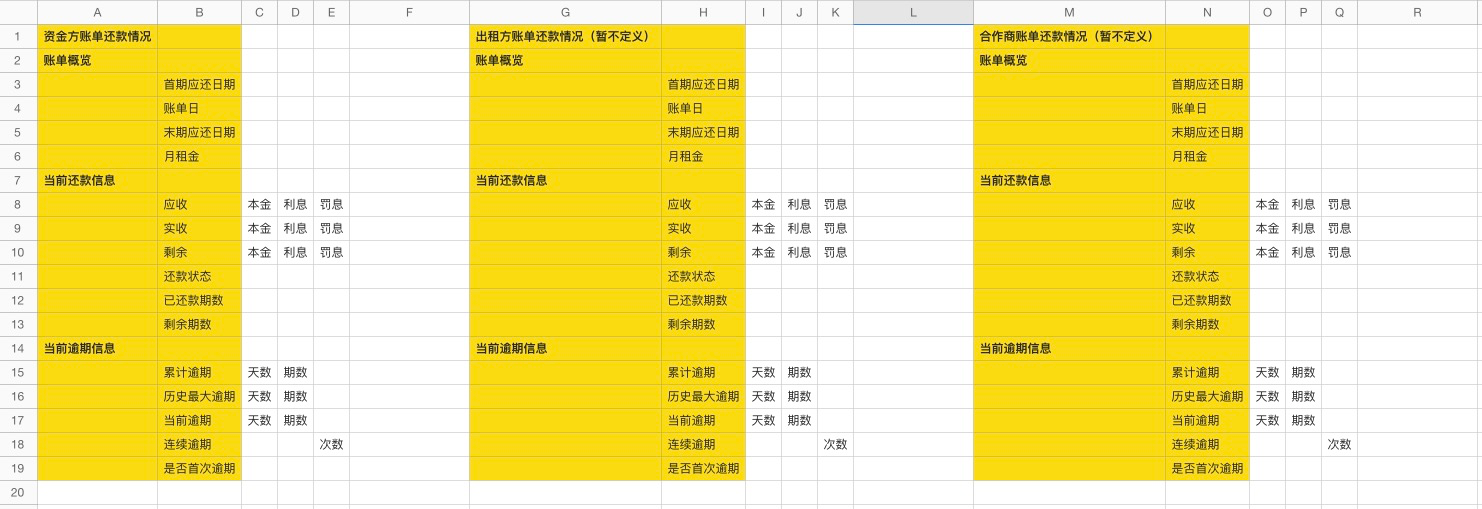 A B C D E F G H I J K L M N O P Q R
1 资金方账单还款情况 出租方账单还款情况（暂不定义） 合作商账单还款情况（暂不定义）
2 账单概览 账单概览 账单概览
3 首期应还日期 首期应还日期 首期应还日期
4 账单日 账单日 账单日
5 末期应还日期 末期应还日期 末期应还日期
6 月租金 月租金 月租金
7 当前还款信息 当前还款信息 当前还款信息
8 应收 本金 利息 罚息 应收 本金 利息 罚息 应收 本金 利息 罚息
9 实收 本金 利息 罚息 实收 本金 利息 罚息 实收 本金 利息 罚息
10 剩余 本金 利息 罚息 剩余 本金 利息 罚息 剩余 本金 利息 罚息
11 还款状态 还款状态 还款状态
12 已还款期数 已还款期数 已还款期数
13 剩余期数 剩余期数 剩余期数
14 当前逾期信息 当前逾期信息 当前逾期信息
15 累计逾期 天数 期数 累计逾期 天数 期数 累计逾期 天数 期数
16 历史最大逾期 天数 期数 历史最大逾期 天数 期数 历史最大逾期 天数 期数
17 当前逾期 天数 期数 当前逾期 天数 期数 当前逾期 天数 期数
18 连续逾期 次数 连续逾期 次数 连续逾期 次数
19 是否首次逾期 是否首次逾期 是否首次逾期
20